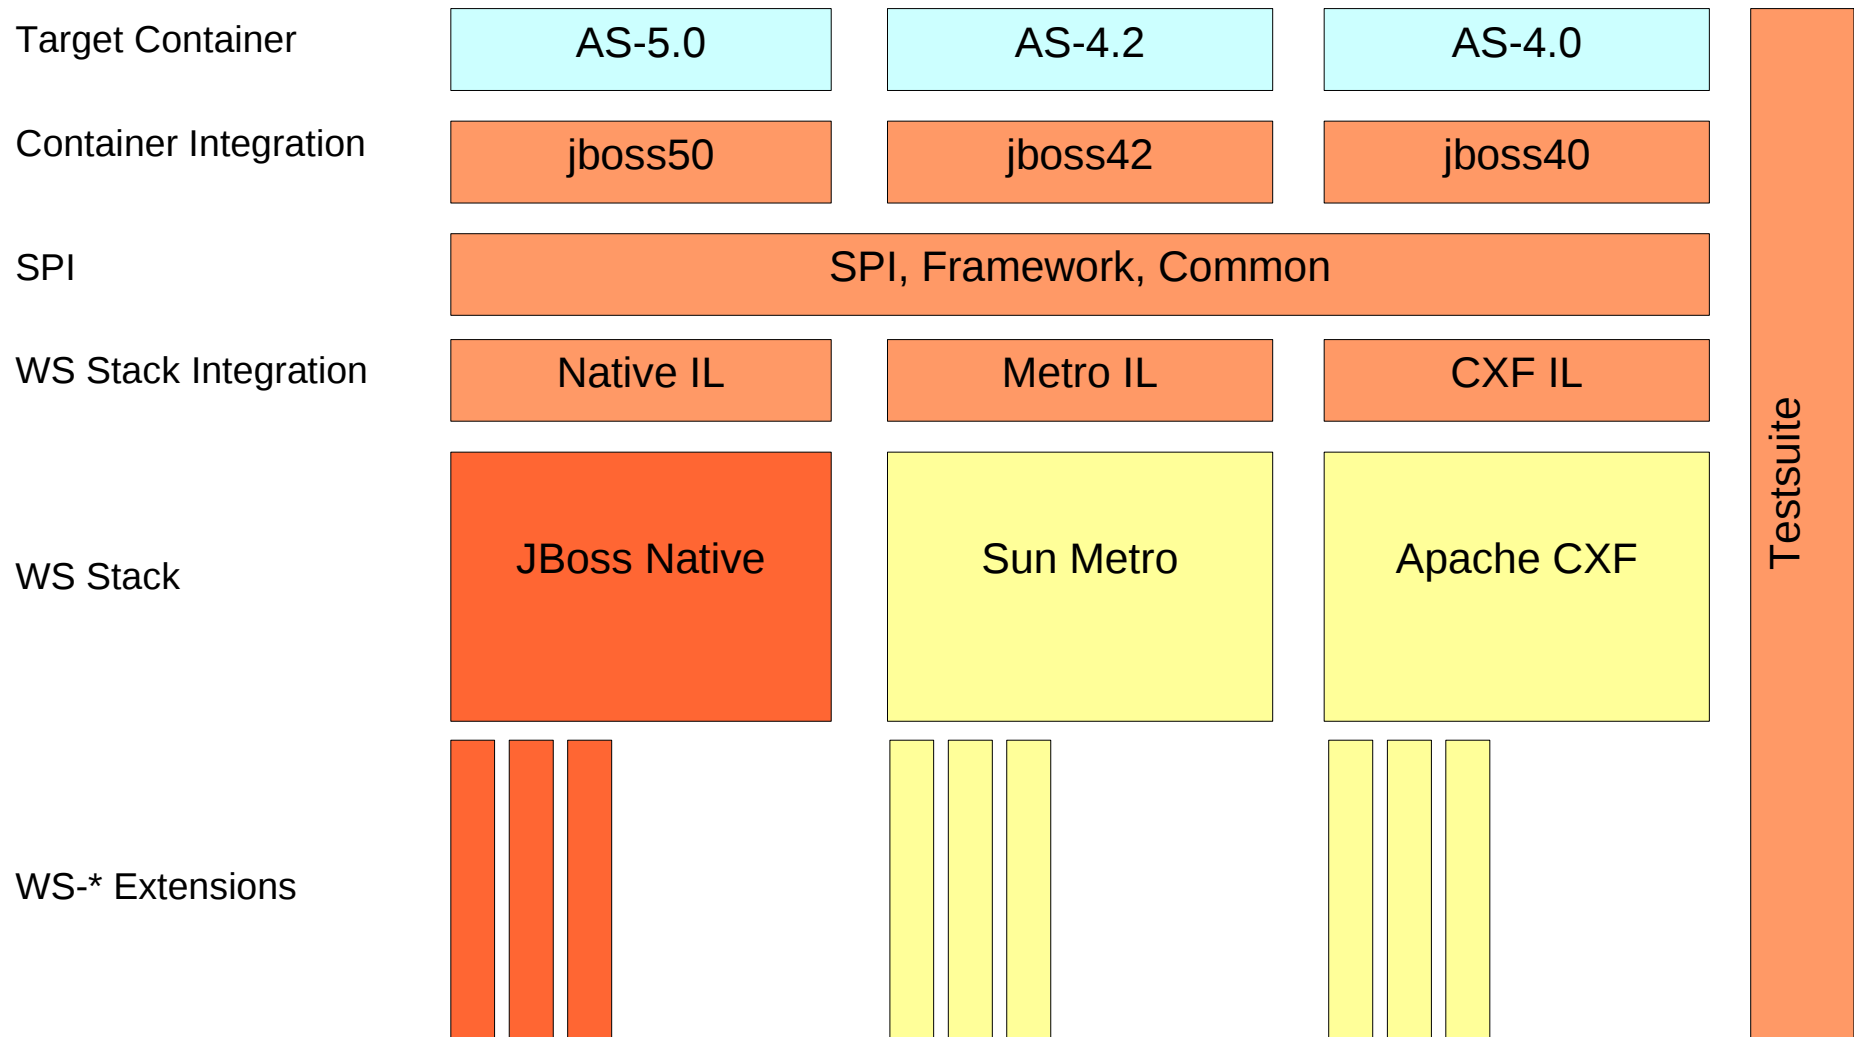 Target Container
AS-5.0
AS-4.2
AS-4.0
Container Integration
jboss50
jboss42
jboss40
SPI
SPI, Framework, Common
WS Stack Integration
Native IL
Metro IL
CXF IL
WS Stack
JBoss Native
Sun Metro
Apache CXF
Testsuite
WS-* Extensions